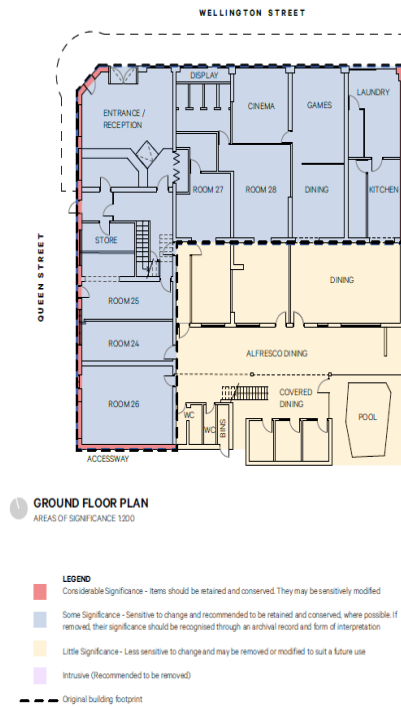 WELLINGTON STREET
DISPLAY
LAUNDRY
CINEMA
GAMES
ENTRANCE /
RECEPTION
ROOM 27
ROOM 28
DINING
KITCHEN
STORE
QUEEN STREET
DINING
ROOM 25
ROOM 24
ALFRESCO DINING
COVERED
DINING
ROOM 26
WC
WC
BINS
POOL
ACCESSWAY
GROUND FLOOR PLAN
AREAS OF SIGNIFICANCE 1:200
LEGEND
Considerable Significance - Items should be retained and conserved. They may be sensitively modified
Some Significance - Sensitive to change and recommended to be retained and conserved, where possible. If
removed, their significance should be recognised through an archival record and form of interpretation
Little Significance - Less sensitive to change and may be removed or modified to suit a future use
Intrusive (Recommended to be removed)
Original building footprint